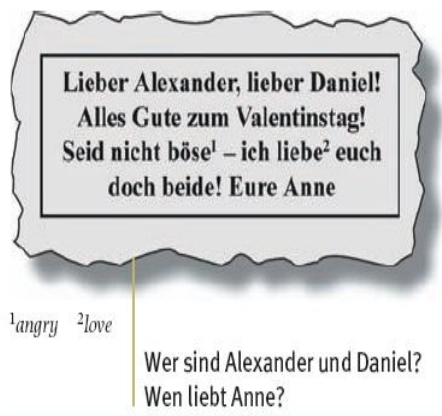 Lieber Alexander, lieber Daniel!
Alles Gute zum Valentinstag!
Seid nicht böse¹ – ich liebe² euch
doch beide! Eure Anne
¹angry ²love
Wer sind Alexander und Daniel?
Wen liebt Anne?